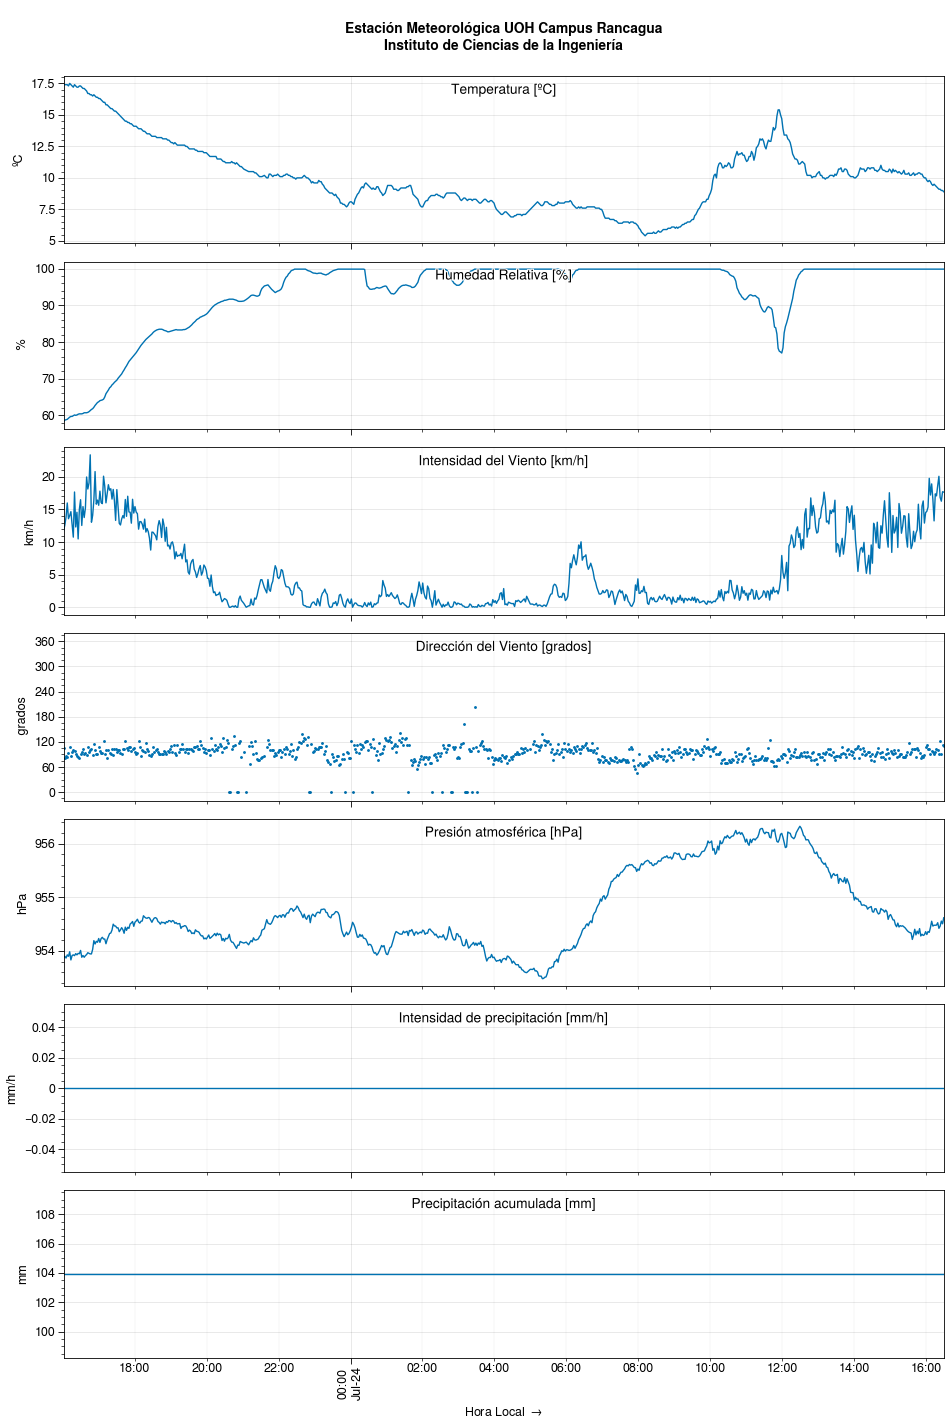 Estación Meteorológica UOH Campus Rancagua
Instituto de Ciencias de la Ingeniería
Temperatura [ºC]
17.5
15
12.5
10
7.5
5
ºC
Humedad Relativa [%]
100
90
80
70
60
%
Intensidad del Viento [km/h]
20
15
10
5
0
km/h
Dirección del Viento [grados]
360
300
240
180
120
60
0
grados
Presión atmosférica [hPa]
956
955
954
hPa
Intensidad de precipitación [mm/h]
0.04
0.02
0
−0.02
−0.04
mm/h
Precipitación acumulada [mm]
108
106
104
102
100
mm
18:00 20:00 22:00 00:00 02:00 04:00 06:00 08:00 10:00 12:00 14:00 16:00
Jul-24
Hora Local →